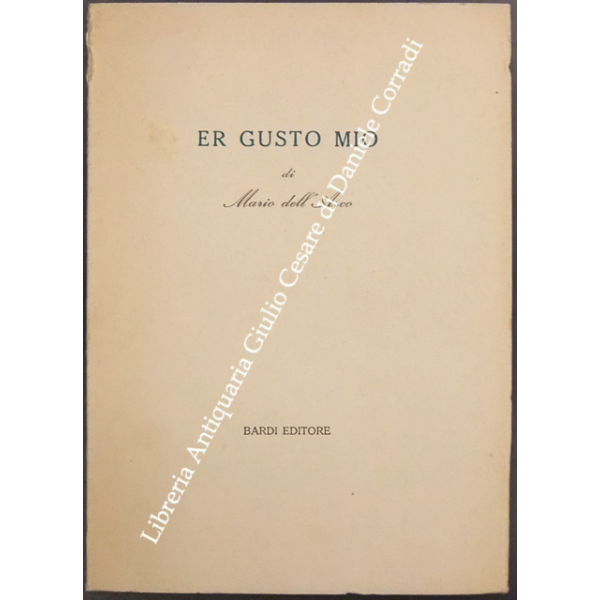 ER GUSTO MIO
di
Mario dell'Arco
BARDI EDITORE
Libreria Antiquaria Giulio Cesare di Daniele Corradi